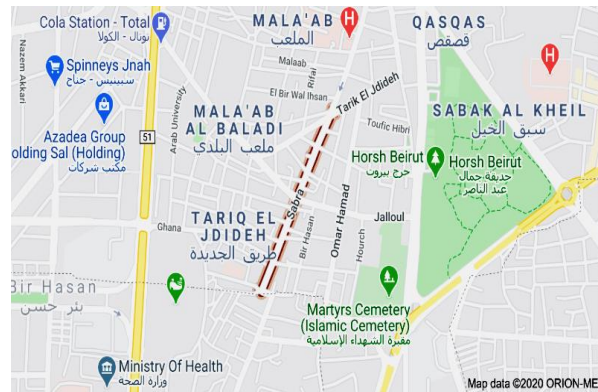 Cola Station - Total
توتال - الكولا
MALA'AB
الملعب
QASQAS
قصقص
Nazem Akkari
Spinneys Jnah
سبينيس - جناح
Malaab
Rifai
El Bir Wal Ihsan
Tarik El Jdideh
Arab University
Azadea Group
olding Sal (Holding)
مكتب شركات
51
MALA'AB
AL BALADI
ملعب البلدي
Toufic Hibri
SABAK AL KHEIL
سبق الخيل
Horsh Beirut
حرج بيروت
Horsh Beirut
حديقة جمال
عبد الناصر
Sabra
TARIQ EL
JDIDEH
طريق الجديدة
Ghana
Bir Hasan
Omar Hamad
Hourch
Jalloul
Bir Hasan
بئر حسن
Martyrs Cemetery
(Islamic Cemetery)
مقبرة الشهداء الإسلامية
Ministry Of Health
وزارة الصحة
H
H
Map data ©2020 ORION-ME